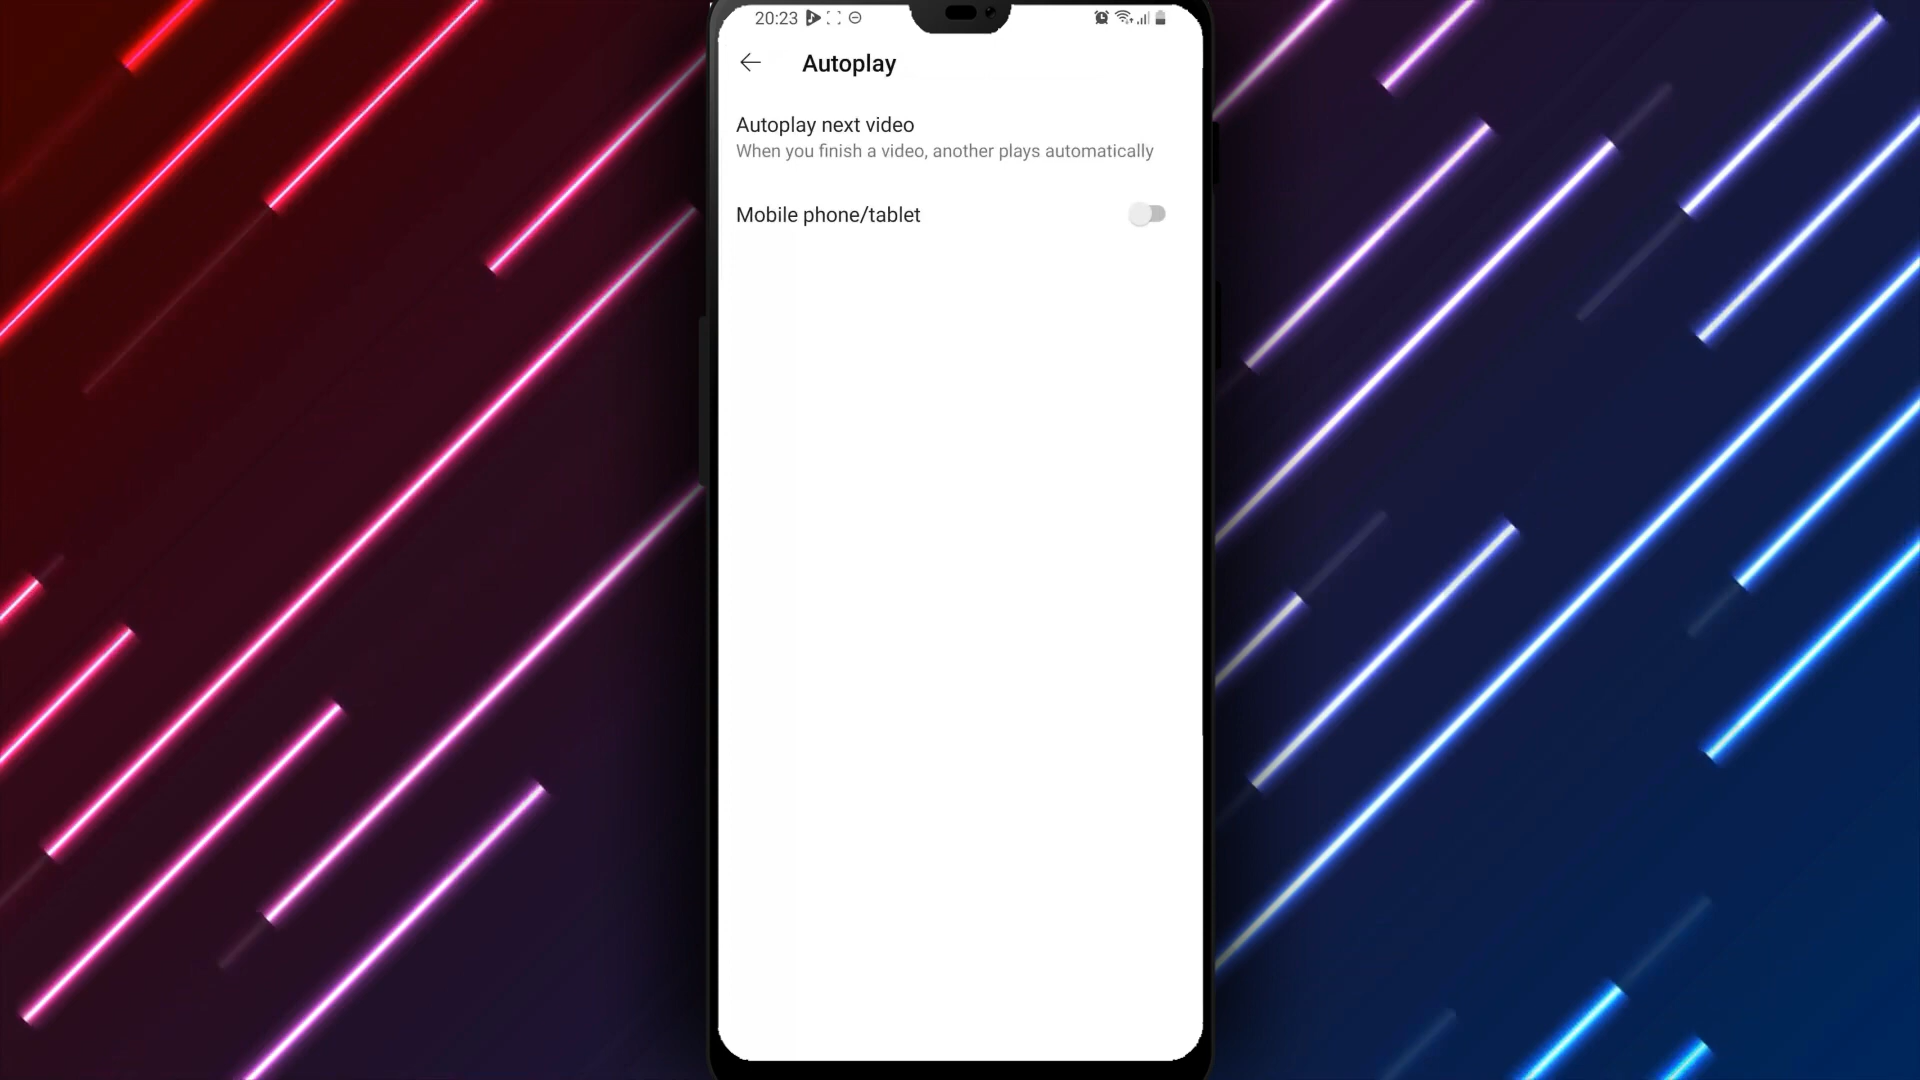 20:23
Autoplay
Autoplay next video
When you finish a video, another plays automatically
Mobile phone/tablet